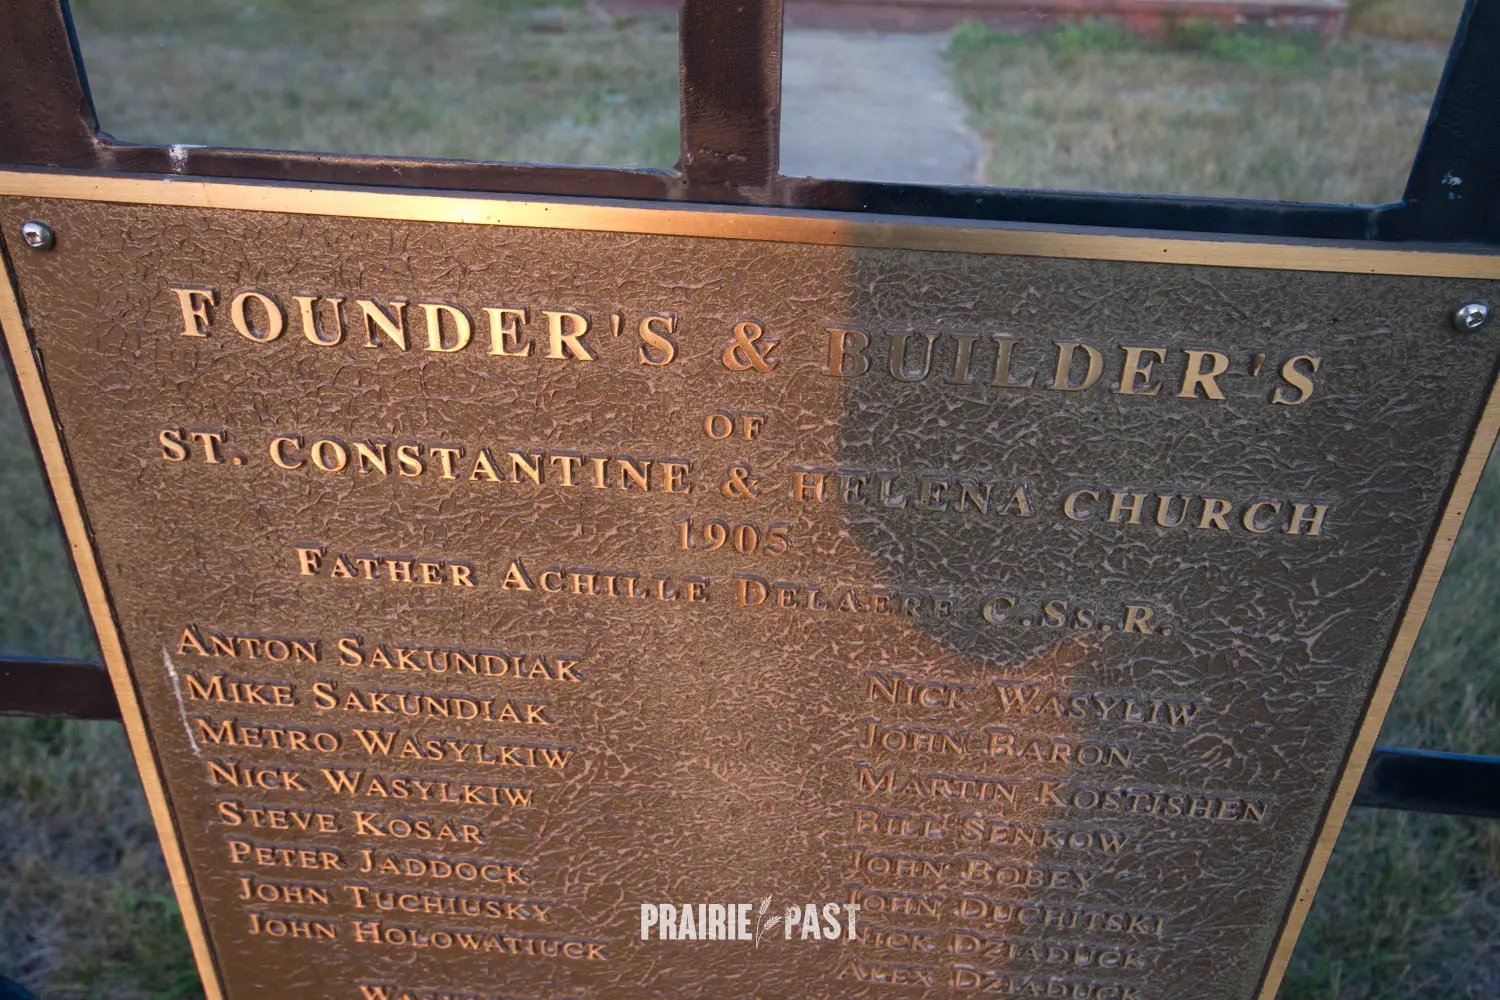 FOUNDER'S & BUILDER'S
OF
ST. CONSTANTINE & HELENA CHURCH
1905
FATHER ACHILLE DELAERE C.SS.R.
ANTON SAKUNDIAK
MIKE SAKUNDIAK
METRO WASYLKIW
NICK WASYLKIW
STEVE KOSAR
PETER JADDOCK
JOHN TUCHIUSKY
JOHN HOLOWATIUCK
NICK WASYLIW
JOHN BARON
MARTIN KOSTISHEN
BILL SENKOW
JOHN BOBEY
JOHN DUCHITSKI
NICK DZIADUCK
ALEX DZIADUCK
PRAIRIE PAST